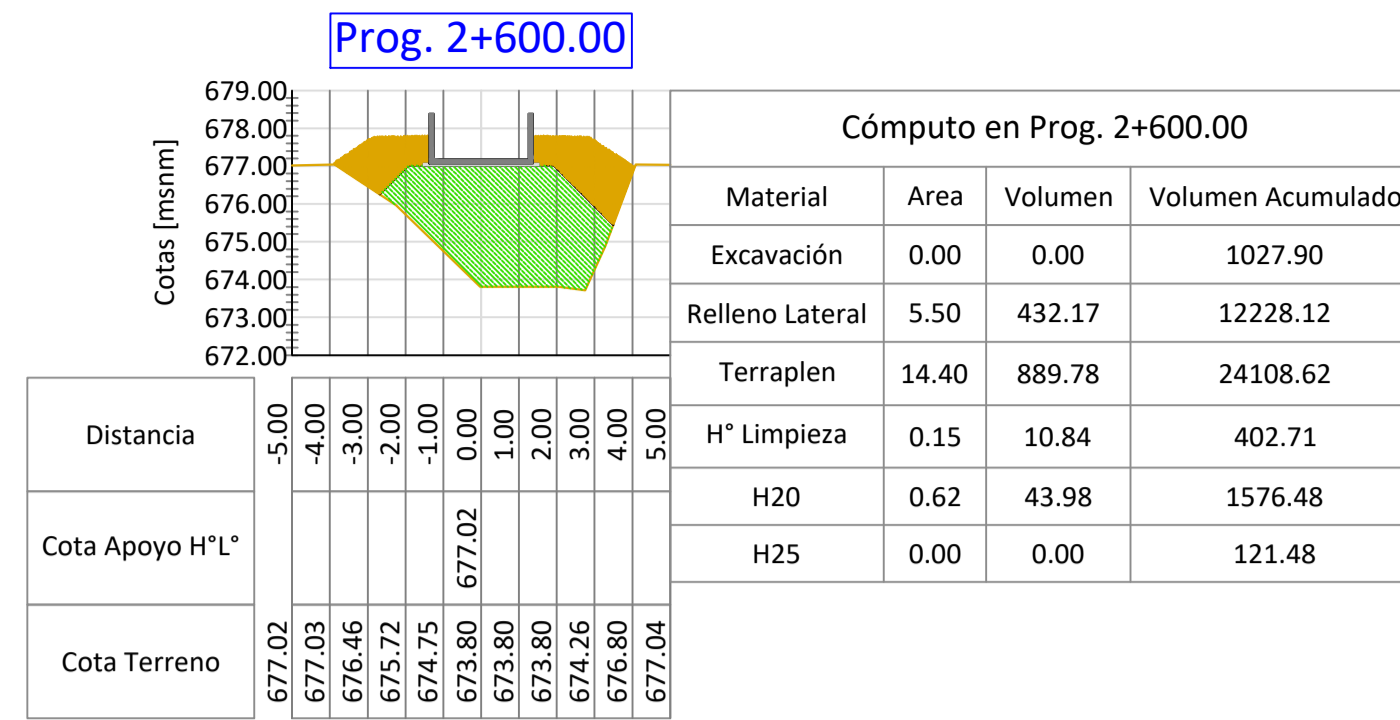 Prog. 2+600.00
Cotas [msnm]
679.00
678.00
677.00
676.00
675.00
674.00
673.00
672.00
Distancia -5.00 -4.00 -3.00 -2.00 -1.00 0.00 1.00 2.00 3.00 4.00 5.00
Cota Apoyo H°L° 677.02
Cota Terreno 677.02 677.03 676.46 675.72 674.75 673.80 673.80 673.80 674.26 676.80 677.04
Cómputo en Prog. 2+600.00
Material Area Volumen Volumen Acumulado
Excavación 0.00 0.00 1027.90
Relleno Lateral 5.50 432.17 12228.12
Terraplen 14.40 889.78 24108.62
H° Limpieza 0.15 10.84 402.71
H20 0.62 43.98 1576.48
H25 0.00 0.00 121.48